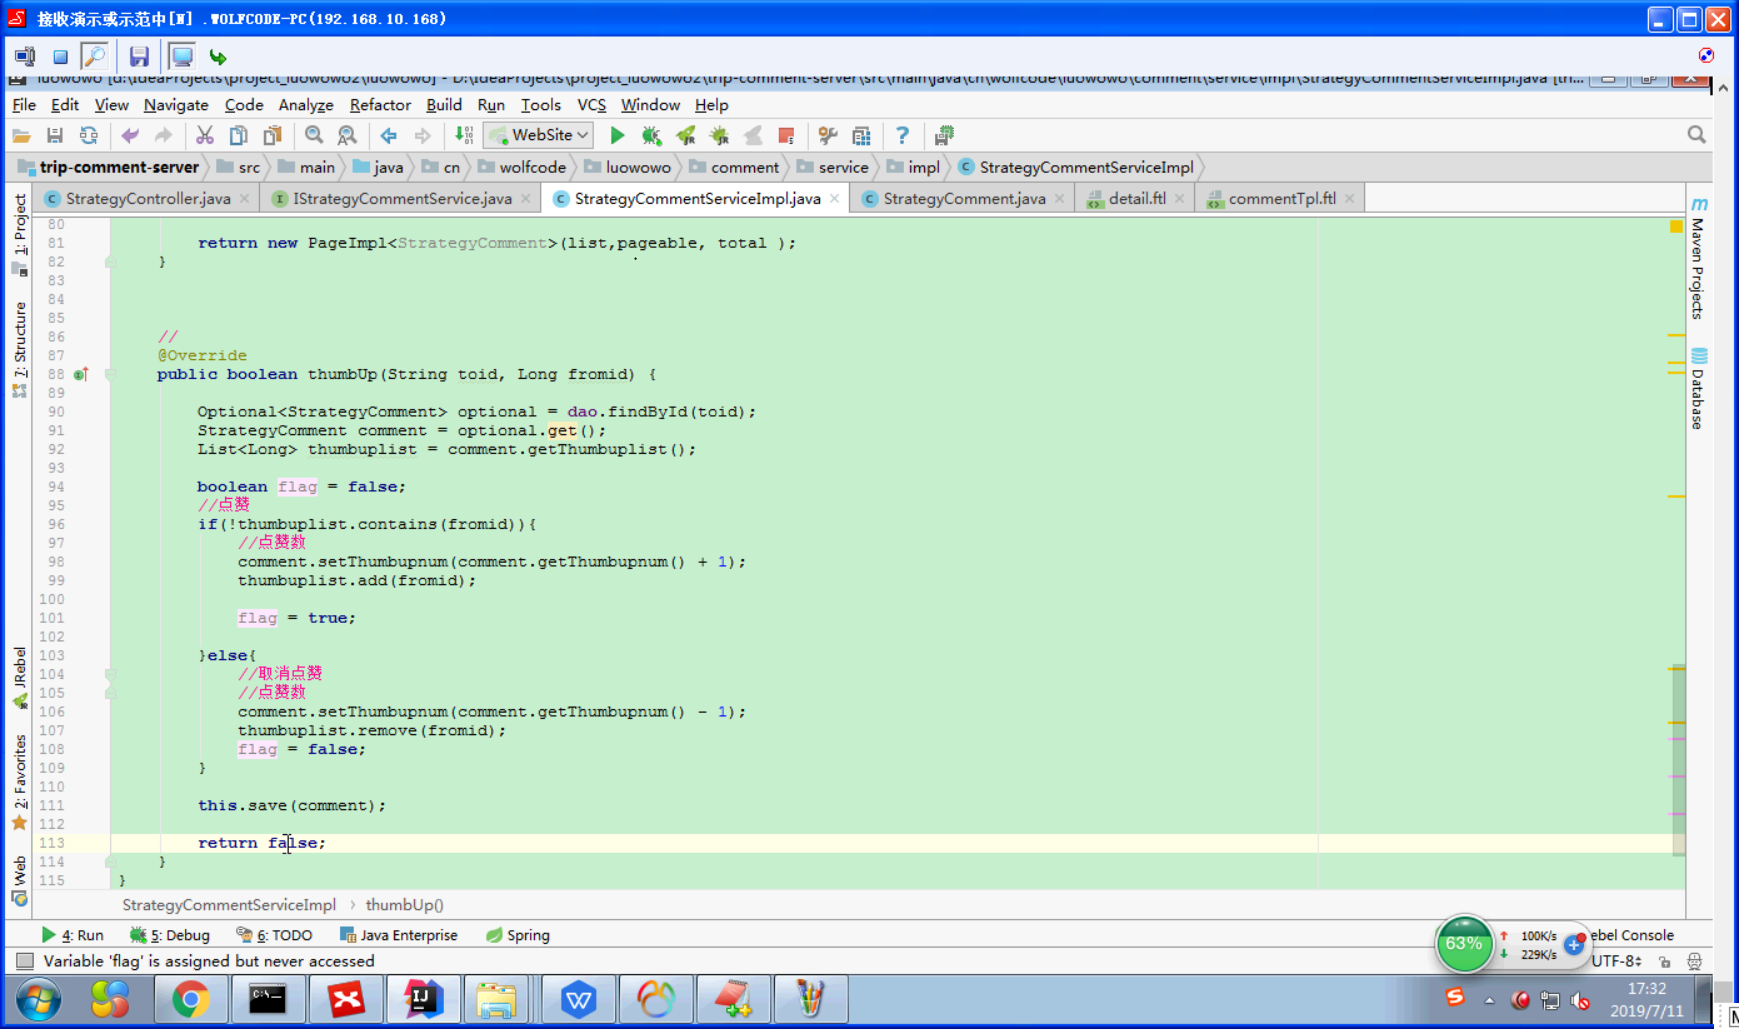 接收演示或示范中[N] .WOLFCODE-PC(192.168.10.168)
luowowo [d:\IdeaProjects\project_luowowo2\luowowo] - D:\IdeaProjects\project_luowowo2\trip-comment-server\src\main\java\cn\wolfcode\luowowo\comment\service\impl\StrategyCommentServiceImpl.java [th...
File Edit View Navigate Code Analyze Refactor Build Run Tools VCS Window Help
WebSite
trip-comment-server src main java cn wolfcode luowowo comment service impl StrategyCommentServiceImpl
StrategyController.java IStrategyCommentService.java StrategyCommentServiceImpl.java StrategyComment.java detail.ftl commentTpl.ftl
1: Project
7: Structure
JRebel
2: Favorites
Web
80
81 return new PageImpl<StrategyComment>(list,pageable, total );
82 }
83
84
85
86 //
87 @Override
88 public boolean thumbUp(String toid, Long fromid) {
89
90 Optional<StrategyComment> optional = dao.findById(toid);
91 StrategyComment comment = optional.get();
92 List<Long> thumbuplist = comment.getThumbuplist();
93
94 boolean flag = false;
95 //点赞
96 if(!thumbuplist.contains(fromid)){
97 //点赞数
98 comment.setThumbupnum(comment.getThumbupnum() + 1);
99 thumbuplist.add(fromid);
100
101 flag = true;
102
103 }else{
104 //取消点赞
105 //点赞数
106 comment.setThumbupnum(comment.getThumbupnum() - 1);
107 thumbuplist.remove(fromid);
108 flag = false;
109 }
110
111 this.save(comment);
112
113 return false;
114 }
115 }
m
Maven Projects
Database
StrategyCommentServiceImpl › thumbUp()
4: Run 5: Debug 6: TODO Java Enterprise Spring
63% 100K/s
229K/s
ebel Console
Variable 'flag' is assigned but never accessed
UTF-8
17:32
2019/7/11